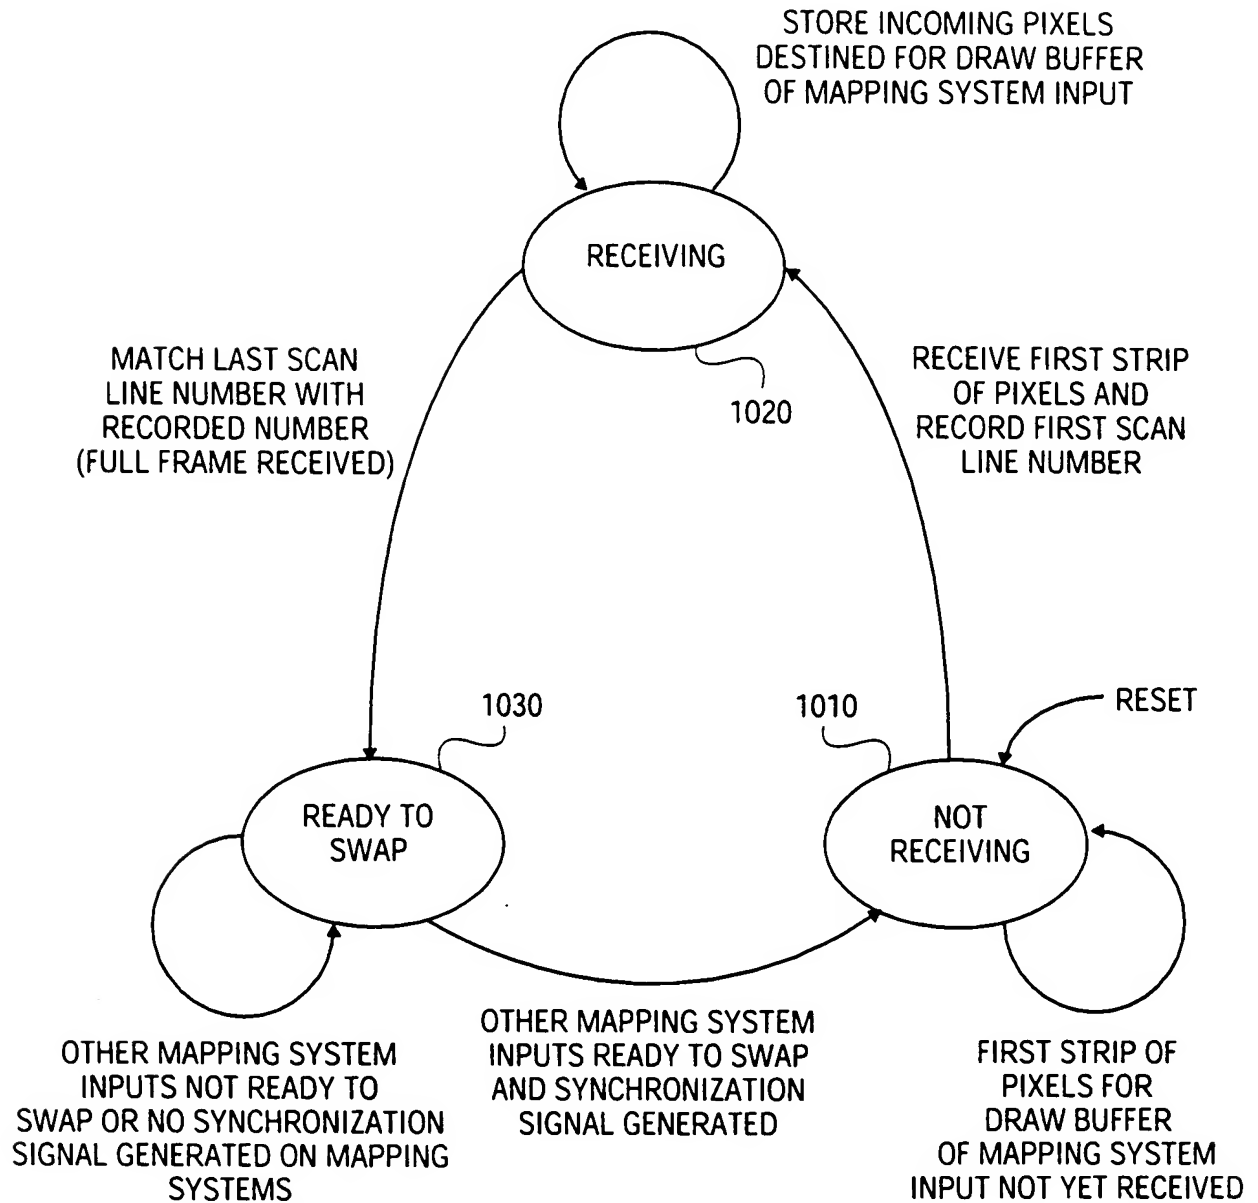 STORE INCOMING PIXELS
DESTINED FOR DRAW BUFFER
OF MAPPING SYSTEM INPUT
RECEIVING
1020
MATCH LAST SCAN
LINE NUMBER WITH
RECORDED NUMBER
(FULL FRAME RECEIVED)
RECEIVE FIRST STRIP
OF PIXELS AND
RECORD FIRST SCAN
LINE NUMBER
1030
1010
RESET
READY TO
SWAP
NOT
RECEIVING
OTHER MAPPING SYSTEM
INPUTS NOT READY TO
SWAP OR NO SYNCHRONIZATION
SIGNAL GENERATED ON MAPPING
SYSTEMS
OTHER MAPPING SYSTEM
INPUTS READY TO SWAP
AND SYNCHRONIZATION
SIGNAL GENERATED
FIRST STRIP OF
PIXELS FOR
DRAW BUFFER
OF MAPPING SYSTEM
INPUT NOT YET RECEIVED